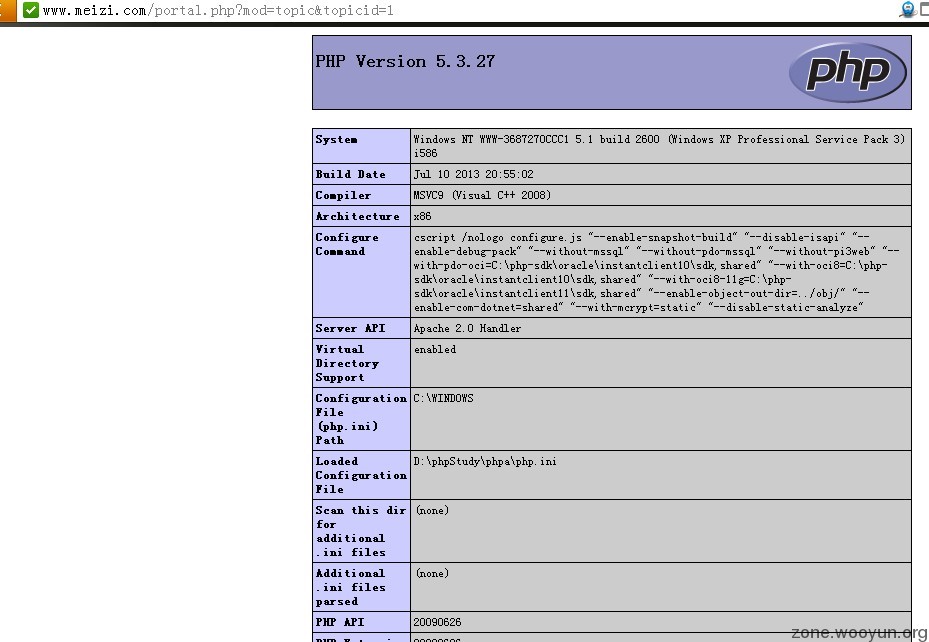 www.meizi.com/portal.php?mod=topic&topicid=1
PHP Version 5.3.27
php
System
Windows NT WWW-3687270CCC1 5.1 build 2600 (Windows XP Professional Service Pack 3)
i586
Build Date
Jul 10 2013 20:55:02
Compiler
MSVC9 (Visual C++ 2008)
Architecture
x86
Configure
Command
cscript /nologo configure.js "--enable-snapshot-build" "--disable-isapi" "--
enable-debug-pack" "--without-mssql" "--without-pdo-mssql" "--without-pi3web" "--
with-pdo-oci=C:\php-sdk\oracle\instantclient10\sdk,shared" "--with-oci8=C:\php-
sdk\oracle\instantclient10\sdk,shared" "--with-oci8-11g=C:\php-
sdk\oracle\instantclient11\sdk,shared" "--enable-object-out-dir=../obj/" "--
enable-com-dotnet=shared" "--with-mcrypt=static" "--disable-static-analyze"
Server API
Apache 2.0 Handler
Virtual
Directory
Support
enabled
Configuration
File
(php.ini)
Path
C:\WINDOWS
Loaded
Configuration
File
D:\phpStudy\phpa\php.ini
Scan this dir
for
additional
.ini files
(none)
Additional
.ini files
parsed
(none)
PHP API
20090626
zone.wooyun.org